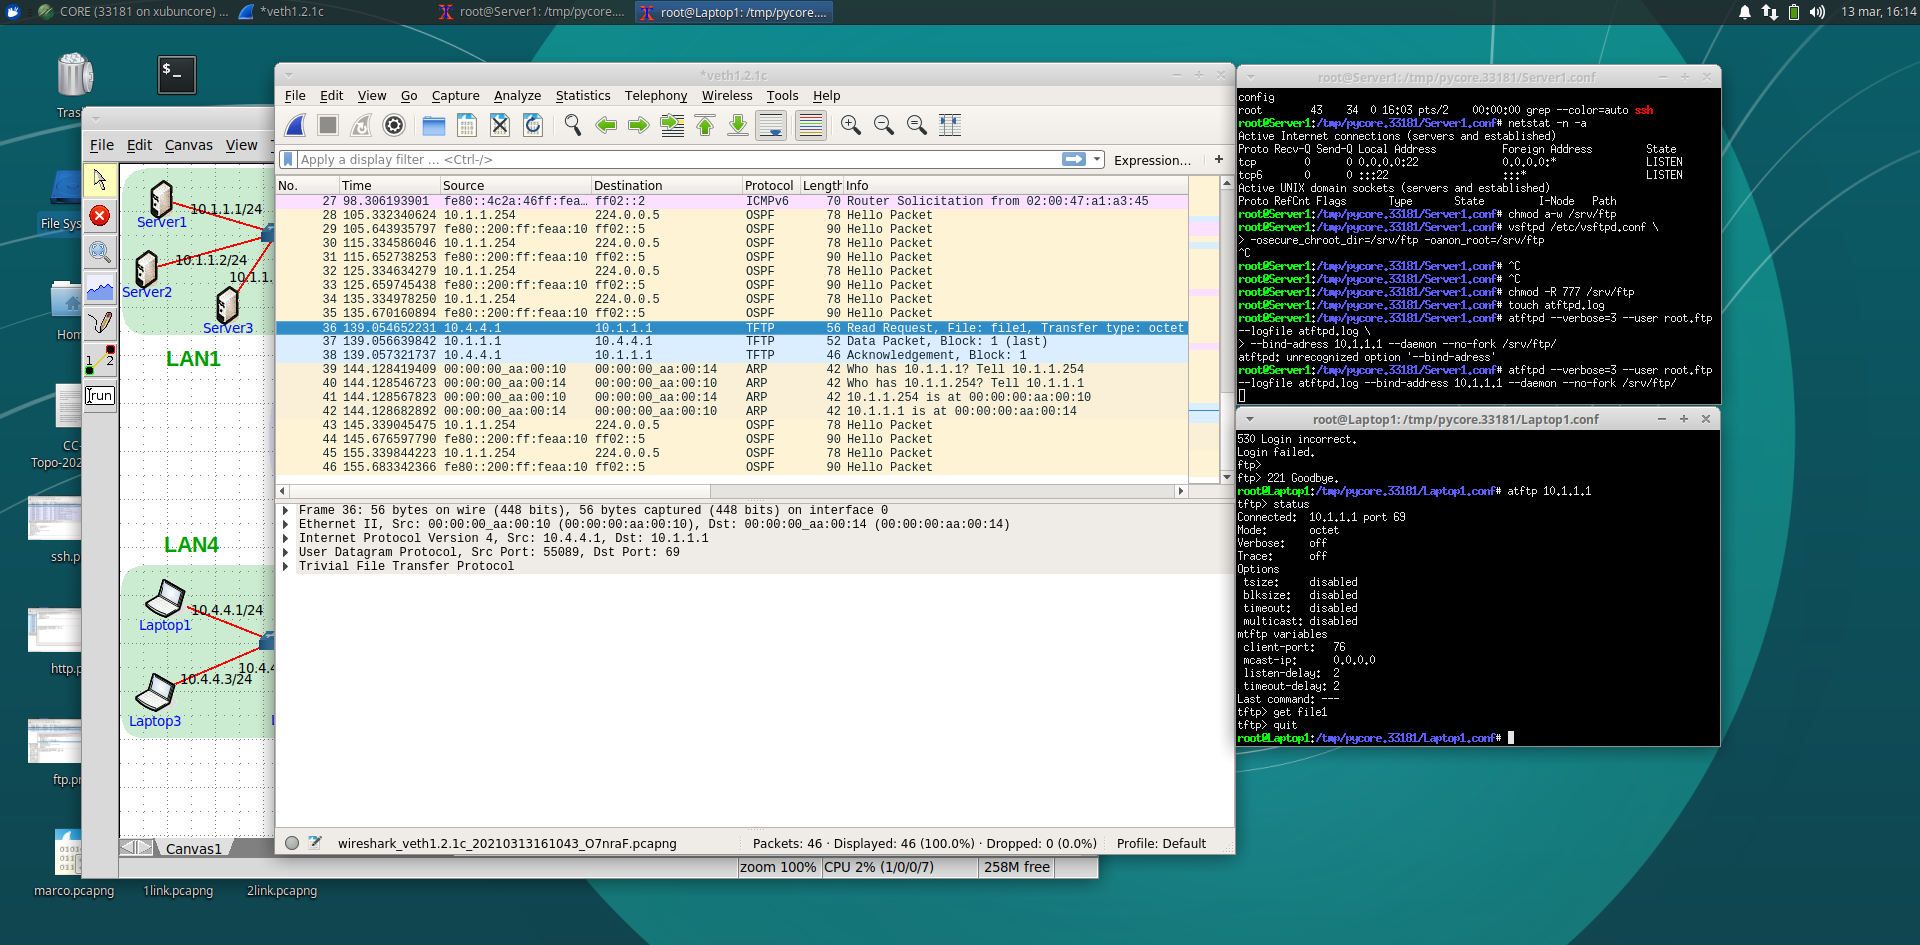 CORE (33181 on xubuncore) ...
*veth1.2.1c
root@Server1: /tmp/pycore....
root@Laptop1: /tmp/pycore....
13 mar, 16:14
Tras
File Sys
Hom
CC-
Topo-202
ssh.p
http.p
ftp.pr
marco.pcapng
1link.pcapng
2link.pcapng
File Edit Canvas View
10.1.1.1/24
Server1
10.1.1.2/24
10.1.1.
Server2
Server3
LAN1
LAN4
10.4.4.1/24
Laptop1
10.4.4
10.4.4.3/24
Laptop3
1 2
run
Canvas1
zoom 100%
CPU 2% (1/0/0/7)
258M free
*veth1.2.1c
File Edit View Go Capture Analyze Statistics Telephony Wireless Tools Help
Apply a display filter ... <Ctrl-/>
Expression... +
No. Time Source Destination Protocol Length Info
27 98.306193901 fe80::4c2a:46ff:fea… ff02::2 ICMPv6 70 Router Solicitation from 02:00:47:a1:a3:45
28 105.332340624 10.1.1.254 224.0.0.5 OSPF 78 Hello Packet
29 105.643935797 fe80::200:ff:feaa:10 ff02::5 OSPF 90 Hello Packet
30 115.334586046 10.1.1.254 224.0.0.5 OSPF 78 Hello Packet
31 115.652738253 fe80::200:ff:feaa:10 ff02::5 OSPF 90 Hello Packet
32 125.334634279 10.1.1.254 224.0.0.5 OSPF 78 Hello Packet
33 125.659745438 fe80::200:ff:feaa:10 ff02::5 OSPF 90 Hello Packet
34 135.334978250 10.1.1.254 224.0.0.5 OSPF 78 Hello Packet
35 135.670160894 fe80::200:ff:feaa:10 ff02::5 OSPF 90 Hello Packet
36 139.054652231 10.4.4.1 10.1.1.1 TFTP 56 Read Request, File: file1, Transfer type: octet
37 139.056639842 10.1.1.1 10.4.4.1 TFTP 52 Data Packet, Block: 1 (last)
38 139.057321737 10.4.4.1 10.1.1.1 TFTP 46 Acknowledgement, Block: 1
39 144.128419409 00:00:00_aa:00:10 00:00:00_aa:00:14 ARP 42 Who has 10.1.1.1? Tell 10.1.1.254
40 144.128546723 00:00:00_aa:00:14 00:00:00_aa:00:10 ARP 42 Who has 10.1.1.254? Tell 10.1.1.1
41 144.128567823 00:00:00_aa:00:10 00:00:00_aa:00:14 ARP 42 10.1.1.254 is at 00:00:00:aa:00:10
42 144.128682892 00:00:00_aa:00:14 00:00:00_aa:00:10 ARP 42 10.1.1.1 is at 00:00:00:aa:00:14
43 145.339045475 10.1.1.254 224.0.0.5 OSPF 78 Hello Packet
44 145.676597790 fe80::200:ff:feaa:10 ff02::5 OSPF 90 Hello Packet
45 155.339844223 10.1.1.254 224.0.0.5 OSPF 78 Hello Packet
46 155.683342366 fe80::200:ff:feaa:10 ff02::5 OSPF 90 Hello Packet
Frame 36: 56 bytes on wire (448 bits), 56 bytes captured (448 bits) on interface 0
Ethernet II, Src: 00:00:00_aa:00:10 (00:00:00:aa:00:10), Dst: 00:00:00_aa:00:14 (00:00:00:aa:00:14)
Internet Protocol Version 4, Src: 10.4.4.1, Dst: 10.1.1.1
User Datagram Protocol, Src Port: 55089, Dst Port: 69
Trivial File Transfer Protocol
wireshark_veth1.2.1c_20210313161043_O7nraF.pcapng
Packets: 46 · Displayed: 46 (100.0%) · Dropped: 0 (0.0%)
Profile: Default
root@Server1: /tmp/pycore.33181/Server1.conf
config
root 43 34 0 16:03 pts/2 00:00:00 grep --color=auto ssh
root@Server1:/tmp/pycore.33181/Server1.conf# netstat -n -a
Active Internet connections (servers and established)
Proto Recv-Q Send-Q Local Address Foreign Address State
tcp 0 0 0.0.0.0:22 0.0.0.0:* LISTEN
tcp6 0 0 :::22 :::* LISTEN
Active UNIX domain sockets (servers and established)
Proto RefCnt Flags Type State I-Node Path
root@Server1:/tmp/pycore.33181/Server1.conf# chmod a-w /srv/ftp
root@Server1:/tmp/pycore.33181/Server1.conf# vsftpd /etc/vsftpd.conf \
> -osecure_chroot_dir=/srv/ftp -oanon_root=/srv/ftp
^C
root@Server1:/tmp/pycore.33181/Server1.conf# ^C
root@Server1:/tmp/pycore.33181/Server1.conf# ^C
root@Server1:/tmp/pycore.33181/Server1.conf# chmod -R 777 /srv/ftp
root@Server1:/tmp/pycore.33181/Server1.conf# touch atftpd.log
root@Server1:/tmp/pycore.33181/Server1.conf# atftpd --verbose=3 --user root.ftp
--logfile atftpd.log \
> --bind-adress 10.1.1.1 --daemon --no-fork /srv/ftp/
atftpd: unrecognized option '--bind-adress'
root@Server1:/tmp/pycore.33181/Server1.conf# atftpd --verbose=3 --user root.ftp
--logfile atftpd.log --bind-address 10.1.1.1 --daemon --no-fork /srv/ftp/
root@Laptop1: /tmp/pycore.33181/Laptop1.conf
530 Login incorrect.
Login failed.
ftp>
ftp> 221 Goodbye.
root@Laptop1:/tmp/pycore.33181/Laptop1.conf# atftp 10.1.1.1
tftp> status
Connected: 10.1.1.1 port 69
Mode: octet
Verbose: off
Trace: off
Options
tsize: disabled
blksize: disabled
timeout: disabled
multicast: disabled
mtftp variables
client-port: 76
mcast-ip: 0.0.0.0
listen-delay: 2
timeout-delay: 2
Last command: ---
tftp> get file1
tftp> quit
root@Laptop1:/tmp/pycore.33181/Laptop1.conf#